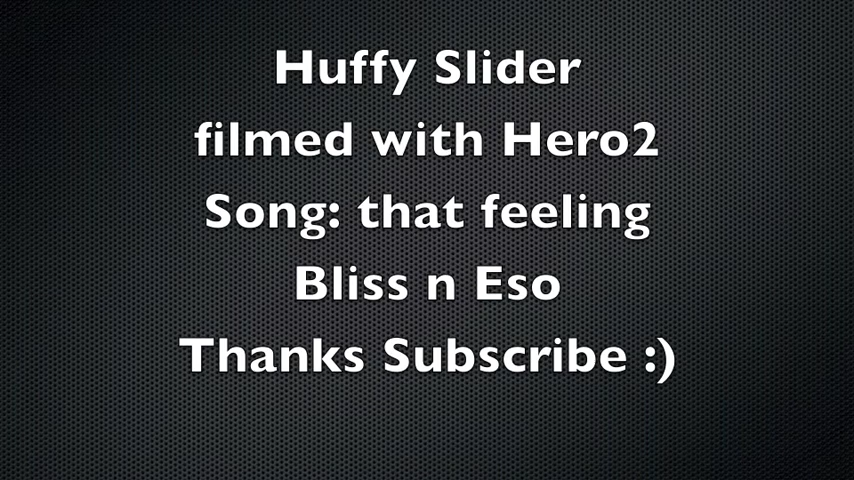 Huffy Slider
filmed with Hero2
Song: that feeling
Bliss n Eso
Thanks Subscribe :)